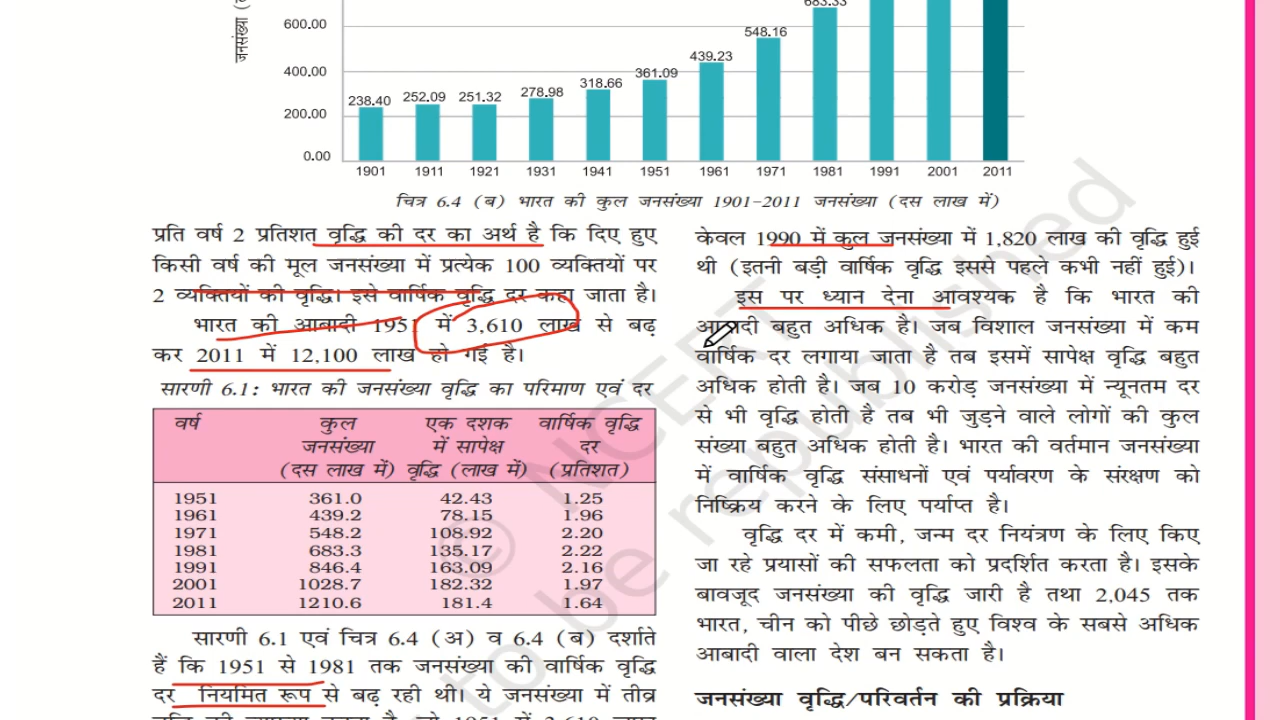 जनसंख्या
600.00
683.33
548.16
439.23
400.00
361.09
318.66
278.98
238.40 252.09 251.32
200.00
0.00
1901 1911 1921 1931 1941 1951 1961 1971 1981 1991 2001 2011
चित्र 6.4 (ब) भारत की कुल जनसंख्या 1901–2011 जनसंख्या (दस लाख में)
प्रति वर्ष 2 प्रतिशत वृद्धि की दर का अर्थ है कि दिए हुए
किसी वर्ष की मूल जनसंख्या में प्रत्येक 100 व्यक्तियों पर
2 व्यक्तियों की वृद्धि। इसे वार्षिक वृद्धि दर कहा जाता है।
भारत की आबादी 1951 में 3,610 लाख से बढ़
कर 2011 में 12,100 लाख हो गई है।
सारणी 6.1: भारत की जनसंख्या वृद्धि का परिमाण एवं दर
वर्ष कुल एक दशक वार्षिक वृद्धि
जनसंख्या में सापेक्ष दर
(दस लाख में) वृद्धि (लाख में) (प्रतिशत)
1951 361.0 42.43 1.25
1961 439.2 78.15 1.96
1971 548.2 108.92 2.20
1981 683.3 135.17 2.22
1991 846.4 163.09 2.16
2001 1028.7 182.32 1.97
2011 1210.6 181.4 1.64
सारणी 6.1 एवं चित्र 6.4 (अ) व 6.4 (ब) दर्शाते
हैं कि 1951 से 1981 तक जनसंख्या की वार्षिक वृद्धि
दर नियमित रूप से बढ़ रही थी। ये जनसंख्या में तीव्र
केवल 1990 में कुल जनसंख्या में 1,820 लाख की वृद्धि हुई
थी (इतनी बड़ी वार्षिक वृद्धि इससे पहले कभी नहीं हुई)।
इस पर ध्यान देना आवश्यक है कि भारत की
आबादी बहुत अधिक है। जब विशाल जनसंख्या में कम
वार्षिक दर लगाया जाता है तब इसमें सापेक्ष वृद्धि बहुत
अधिक होती है। जब 10 करोड़ जनसंख्या में न्यूनतम दर
से भी वृद्धि होती है तब भी जुड़ने वाले लोगों की कुल
संख्या बहुत अधिक होती है। भारत की वर्तमान जनसंख्या
में वार्षिक वृद्धि संसाधनों एवं पर्यावरण के संरक्षण को
निष्क्रिय करने के लिए पर्याप्त है।
वृद्धि दर में कमी, जन्म दर नियंत्रण के लिए किए
जा रहे प्रयासों की सफलता को प्रदर्शित करता है। इसके
बावजूद जनसंख्या की वृद्धि जारी है तथा 2,045 तक
भारत, चीन को पीछे छोड़ते हुए विश्व के सबसे अधिक
आबादी वाला देश बन सकता है।
जनसंख्या वृद्धि/परिवर्तन की प्रक्रिया
© NCERT
to be republished